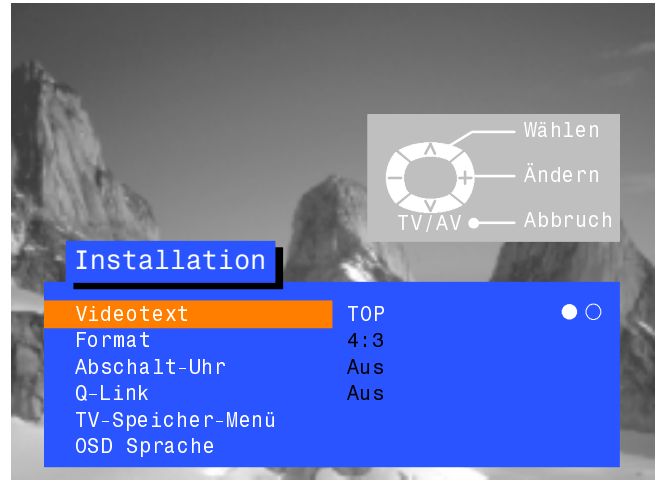 Wählen
Ändern
TV/AV Abbruch
Installation
Videotext TOP
Format 4:3
Abschalt-Uhr Aus
Q-Link Aus
TV-Speicher-Menü
OSD Sprache